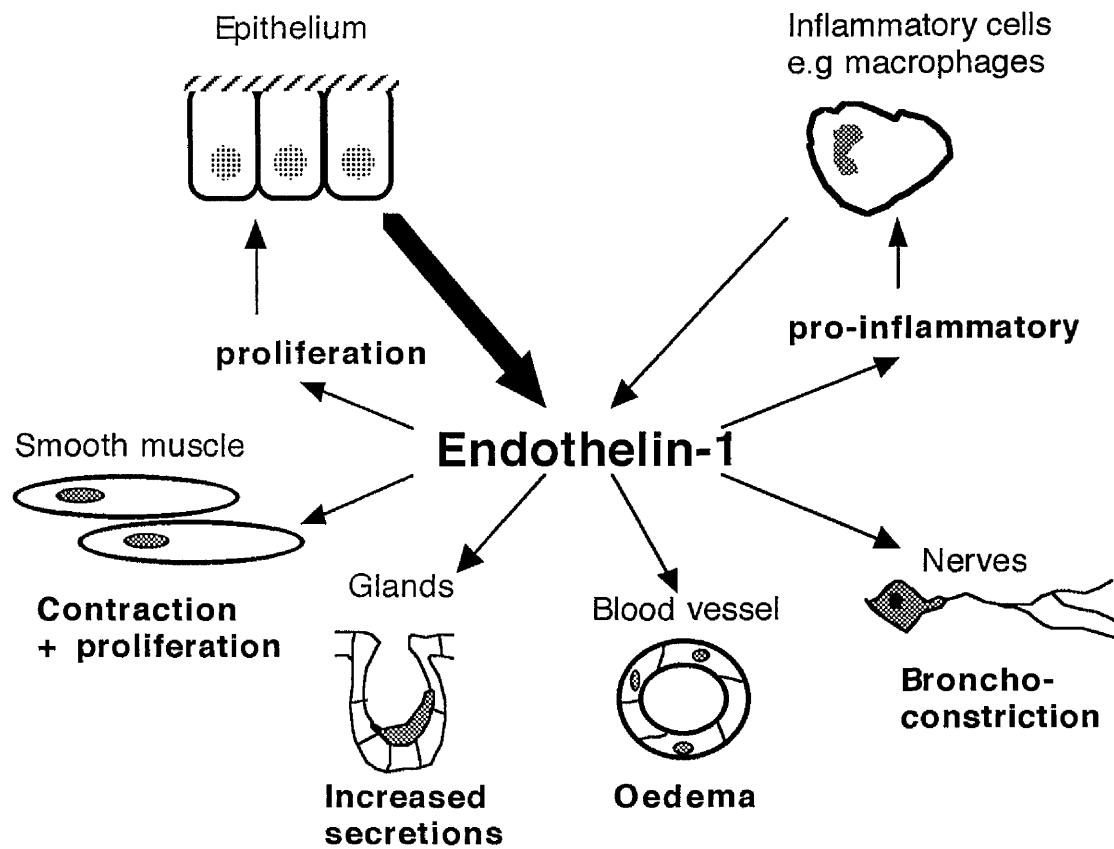 Epithelium
Inflammatory cells
e.g macrophages
proliferation
pro-inflammatory
Endothelin-1
Smooth muscle
Contraction
+ proliferation
Glands
Increased
secretions
Blood vessel
Oedema
Nerves
Broncho-
constriction